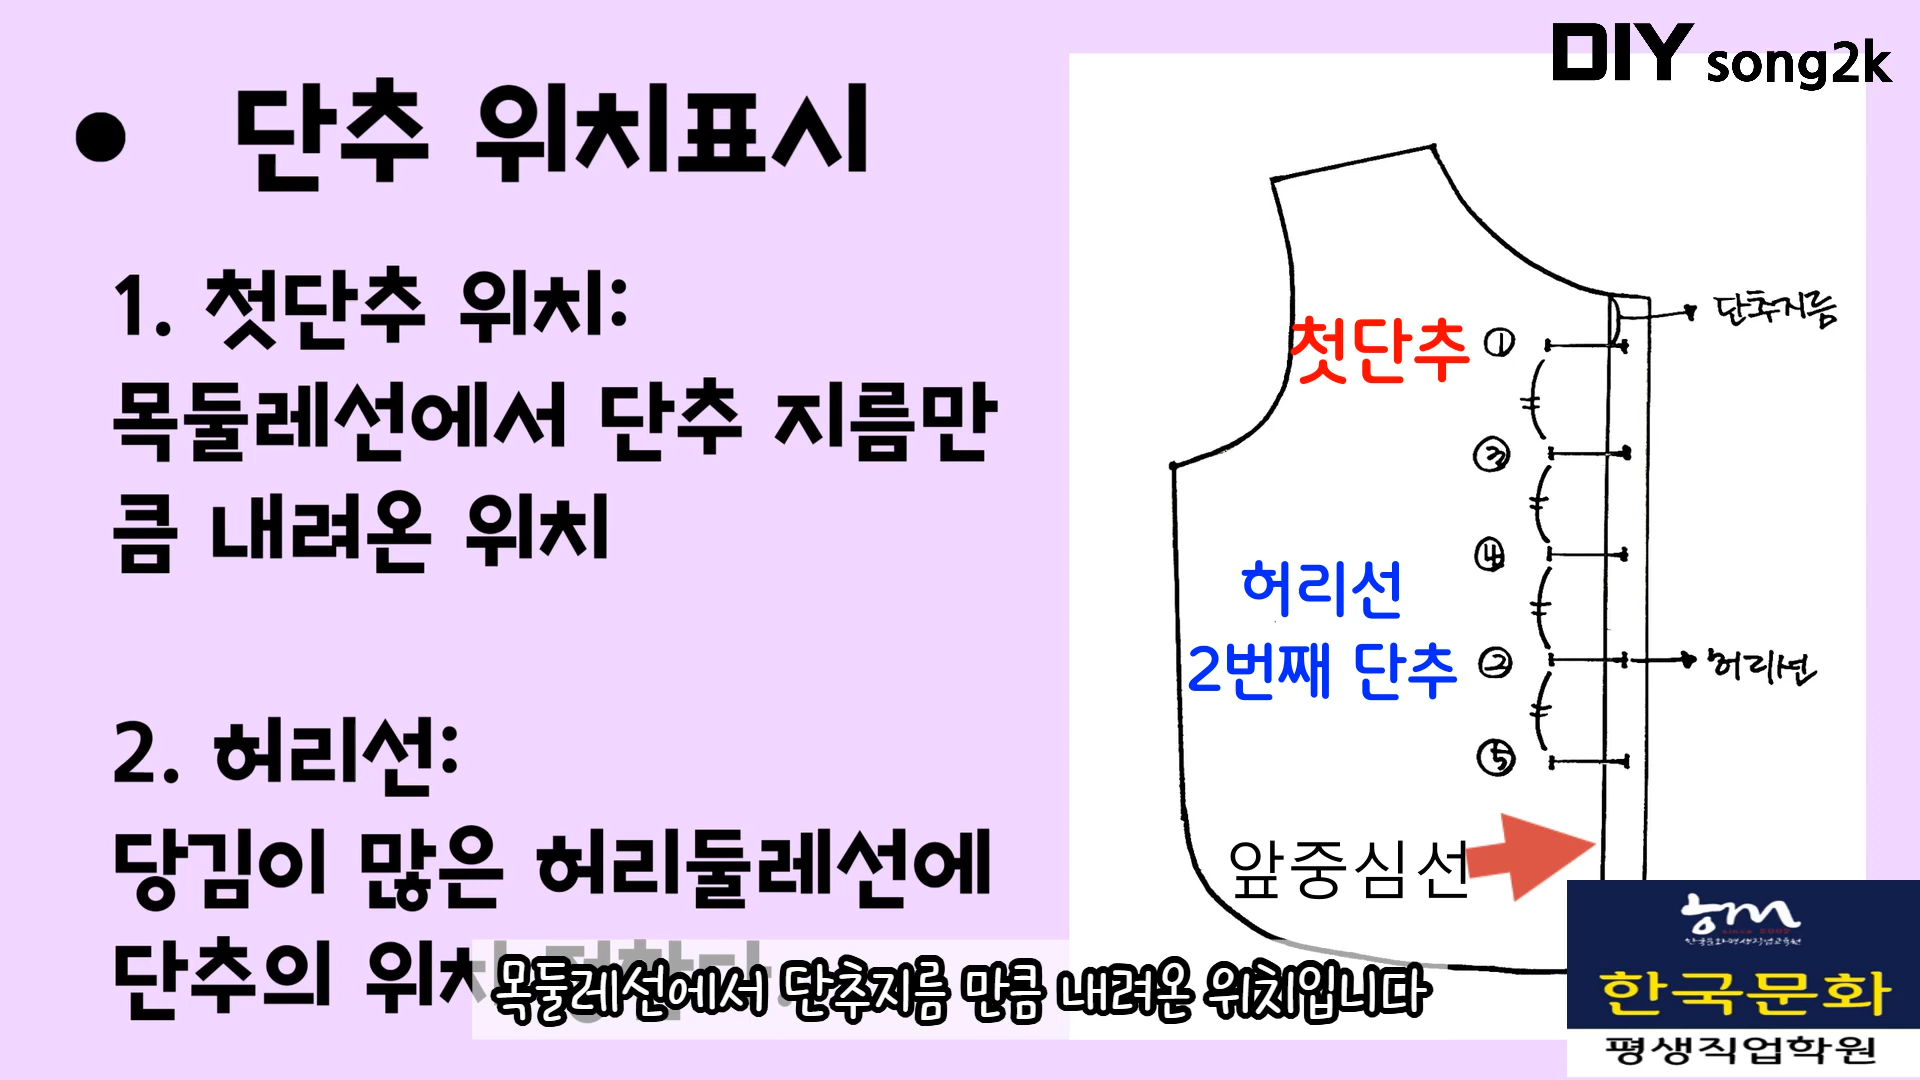 DIY song2k
● 단추 위치표시
1. 첫단추 위치:
목둘레선에서 단추 지름만
큼 내려온 위치
2. 허리선:
당김이 많은 허리둘레선에
단추의
목둘레선에서 단추지름 만큼 내려온 위치입니다
단추지름
첫단추 ①
③
④
허리선
2번째 단추 ②
허리선
⑤
앞중심선
since 2002
한국문화
평생직업학원